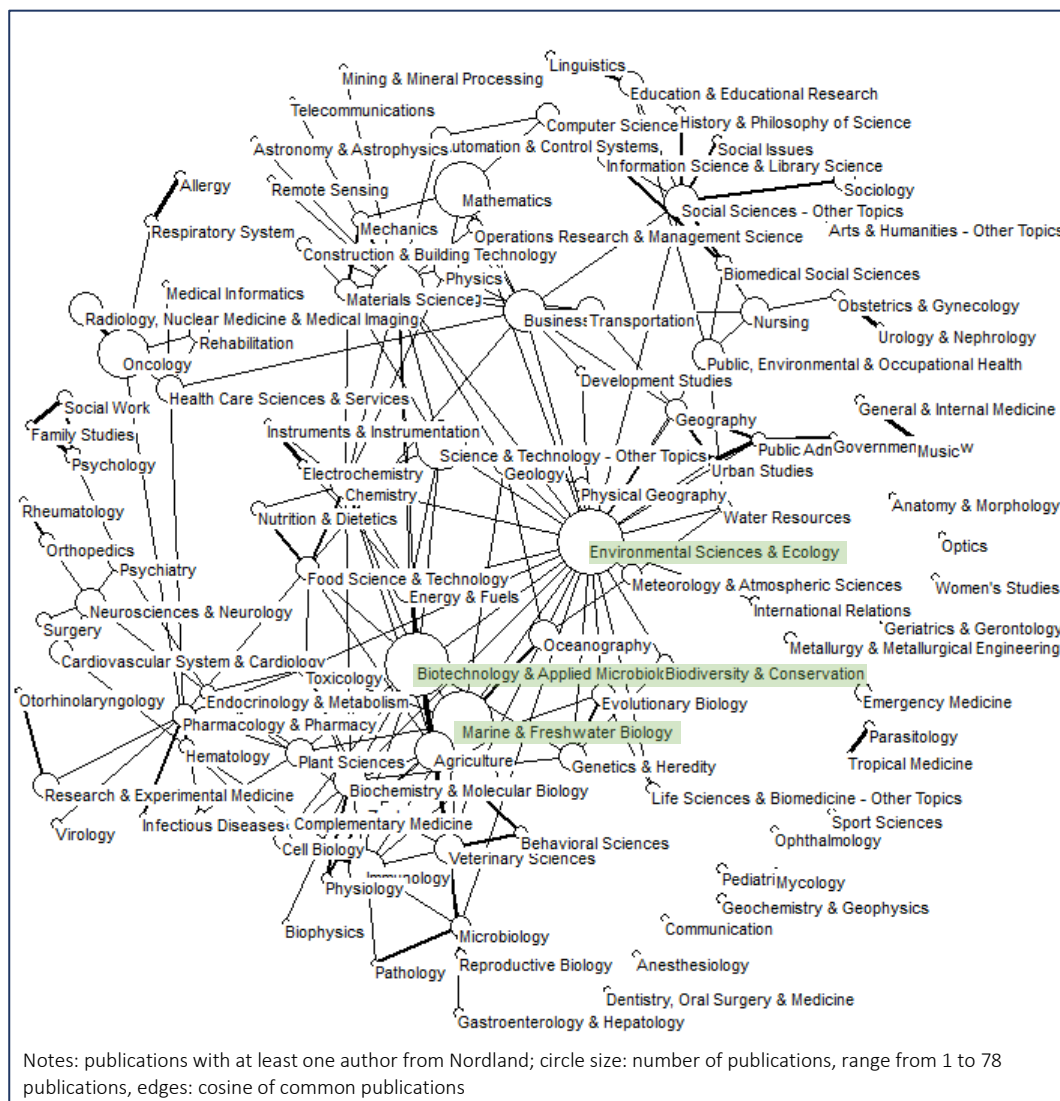 Linguistics
Mining & Mineral Processing
Education & Educational Research
Telecommunications
Computer Science
History & Philosophy of Science
Astronomy & Astrophysics
utomation & Control Systems
Social Issues
Information Science & Library Science
Allergy
Remote Sensing
Sociology
Mathematics
Social Sciences - Other Topics
Respiratory System
Mechanics
Operations Research & Management Science
Arts & Humanities - Other Topics
Construction & Building Technology
Physics
Biomedical Social Sciences
Medical Informatics
Materials Science
Obstetrics & Gynecology
Radiology, Nuclear Medicine & Medical Imaging
Business
Transportation
Nursing
Urology & Nephrology
Rehabilitation
Oncology
Public, Environmental & Occupational Health
Development Studies
Health Care Sciences & Services
Social Work
General & Internal Medicine
Geography
Family Studies
Instruments & Instrumentation
Public Adn
Governmen
Music
w
Psychology
Science & Technology - Other Topics
Electrochemistry
Geology
Urban Studies
Chemistry
Physical Geography
Anatomy & Morphology
Rheumatology
Nutrition & Dietetics
Water Resources
Orthopedics
Environmental Sciences & Ecology
Optics
Psychiatry
Food Science & Technology
Meteorology & Atmospheric Sciences
Women's Studies
Energy & Fuels
Neurosciences & Neurology
International Relations
Surgery
Geriatrics & Gerontology
Oceanography
Metallurgy & Metallurgical Engineering
Cardiovascular System & Cardiology
Toxicology
Biotechnology & Applied Microbiol
Biodiversity & Conservation
Otorhinolaryngology
Endocrinology & Metabolism
Evolutionary Biology
Emergency Medicine
Pharmacology & Pharmacy
Marine & Freshwater Biology
Parasitology
Hematology
Plant Sciences
Agriculture
Genetics & Heredity
Tropical Medicine
Research & Experimental Medicine
Biochemistry & Molecular Biology
Life Sciences & Biomedicine - Other Topics
Virology
Infectious Diseases
Complementary Medicine
Sport Sciences
Cell Biology
Behavioral Sciences
Ophthalmology
Veterinary Sciences
Immunology
Physiology
Pediatri
Mycology
Geochemistry & Geophysics
Biophysics
Microbiology
Communication
Pathology
Reproductive Biology
Anesthesiology
Dentistry, Oral Surgery & Medicine
Gastroenterology & Hepatology
Notes: publications with at least one author from Nordland; circle size: number of publications, range from 1 to 78
publications, edges: cosine of common publications